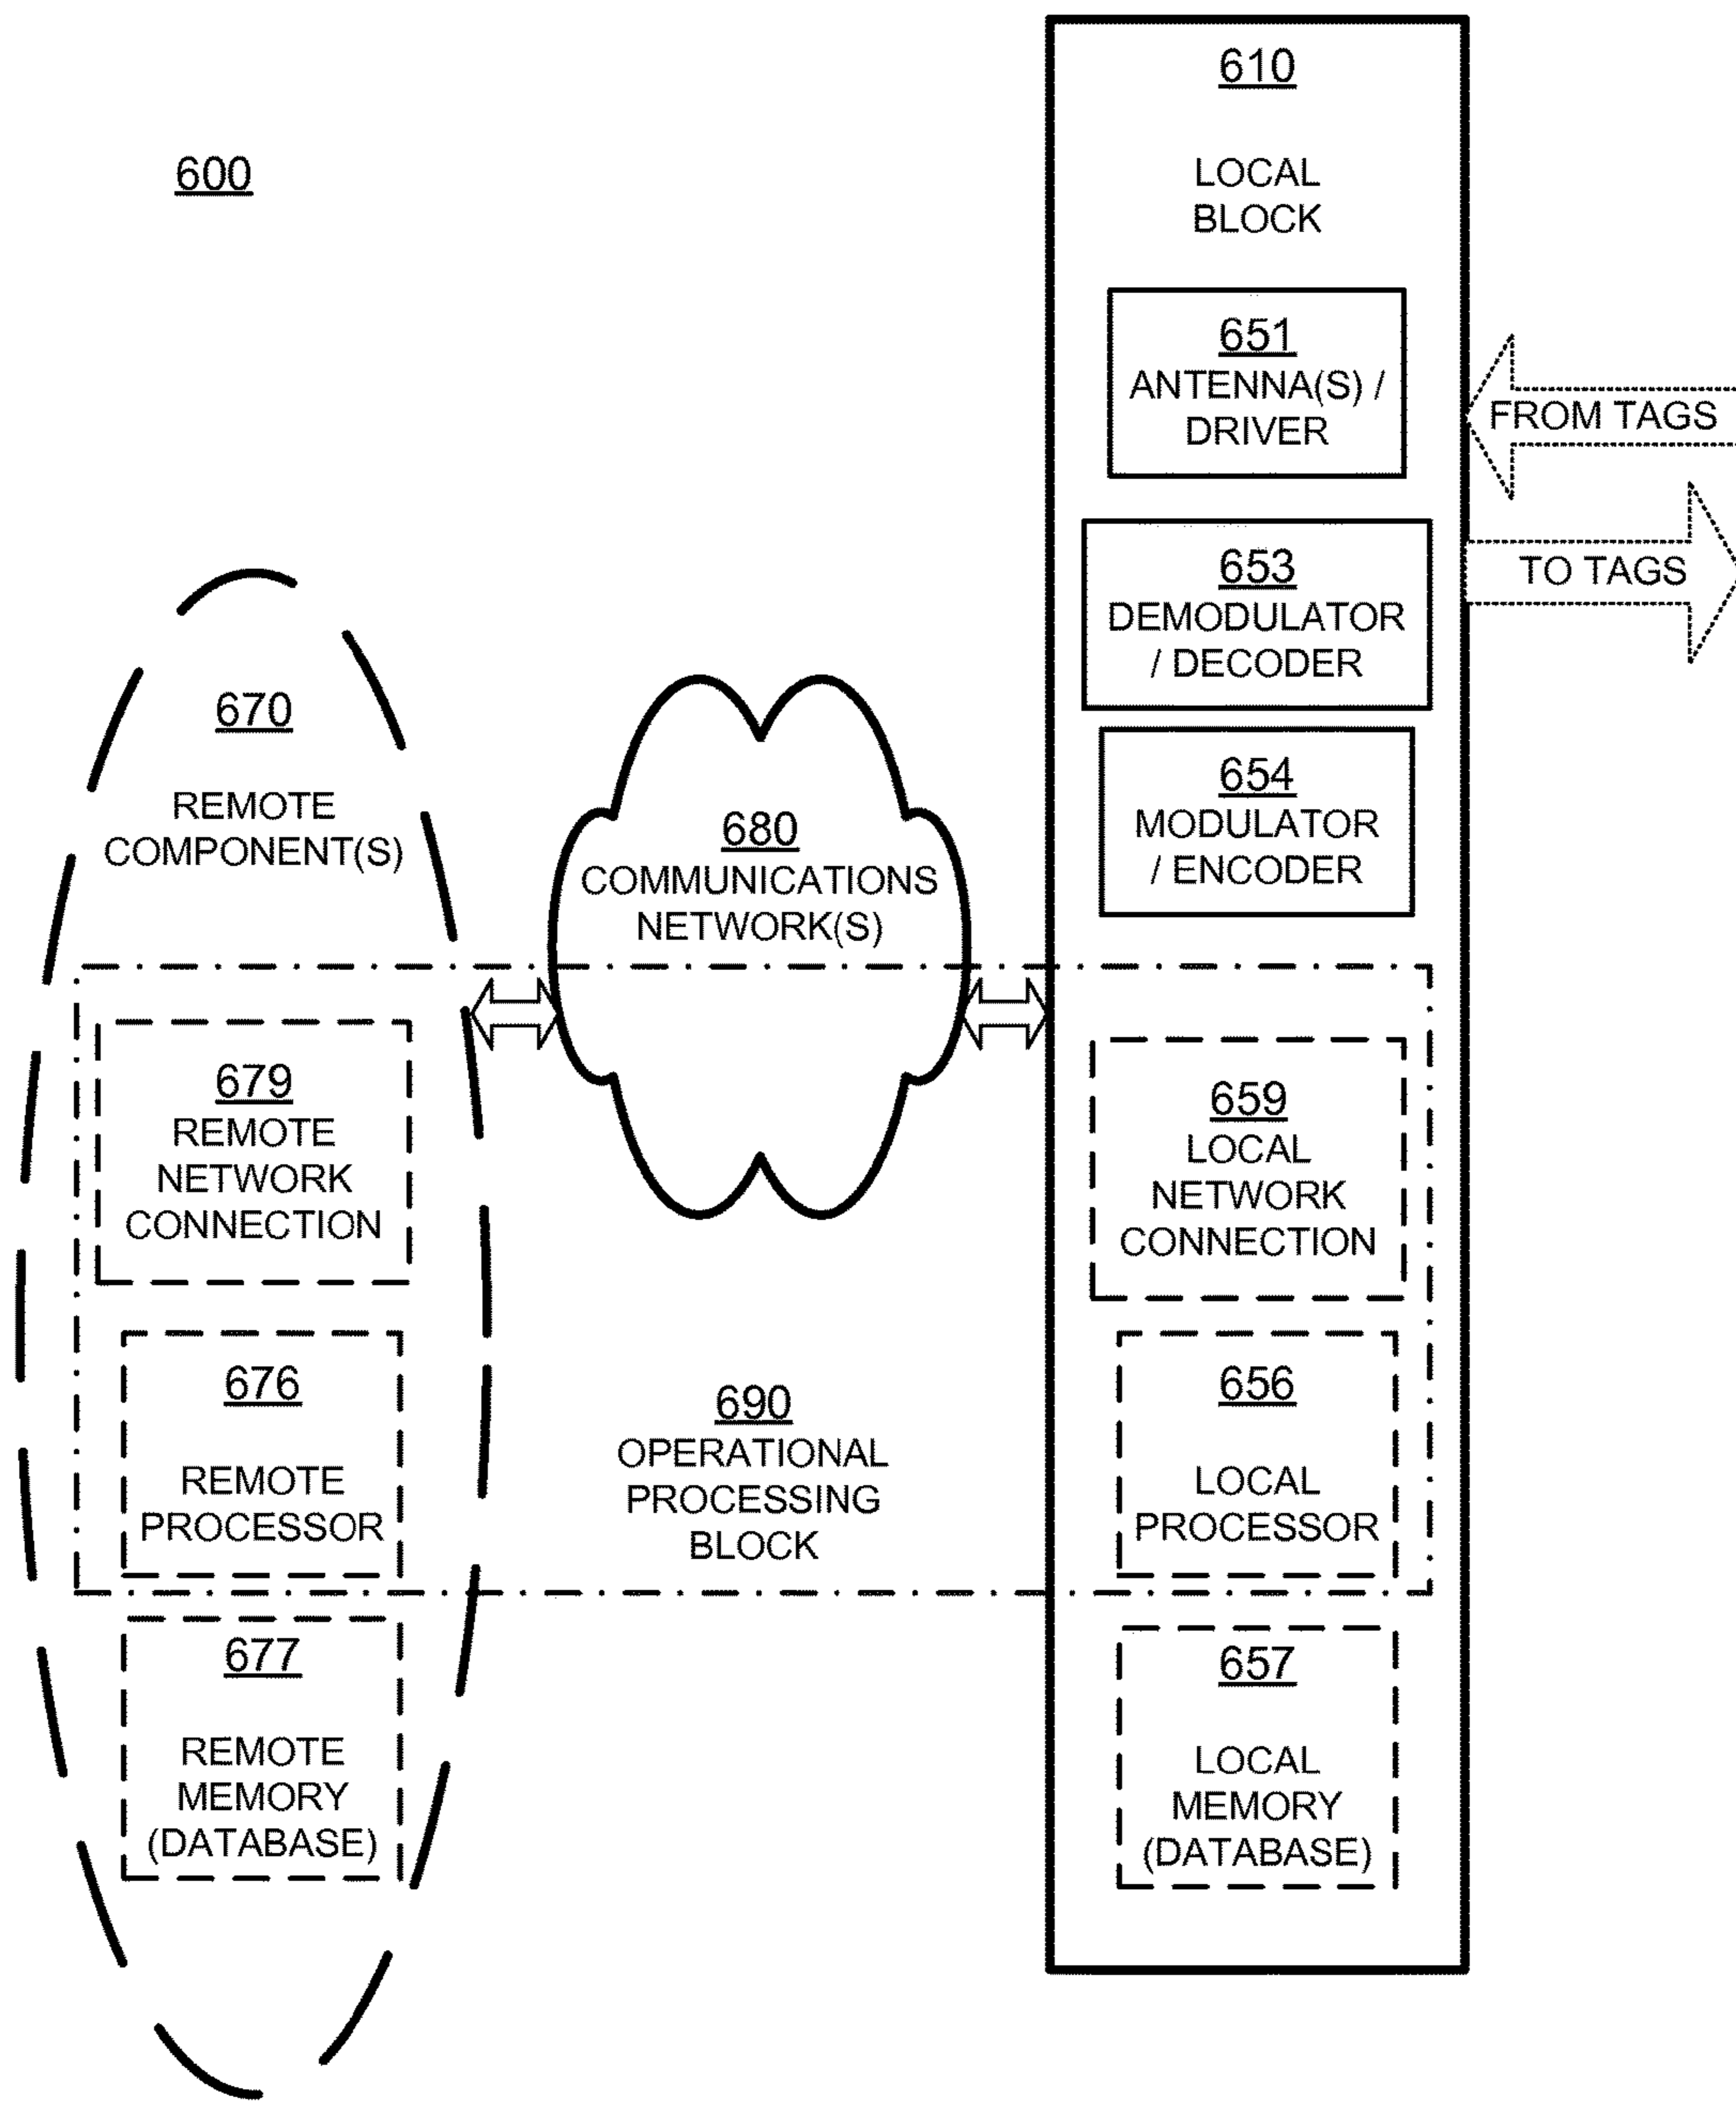 600
610
LOCAL
BLOCK
651
ANTENNA(S) /
DRIVER
FROM TAGS
653
DEMODULATOR
/ DECODER
TO TAGS
654
MODULATOR
/ ENCODER
670
REMOTE
COMPONENT(S)
680
COMMUNICATIONS
NETWORK(S)
679
REMOTE
NETWORK
CONNECTION
659
LOCAL
NETWORK
CONNECTION
676
REMOTE
PROCESSOR
690
OPERATIONAL
PROCESSING
BLOCK
656
LOCAL
PROCESSOR
677
REMOTE
MEMORY
(DATABASE)
657
LOCAL
MEMORY
(DATABASE)